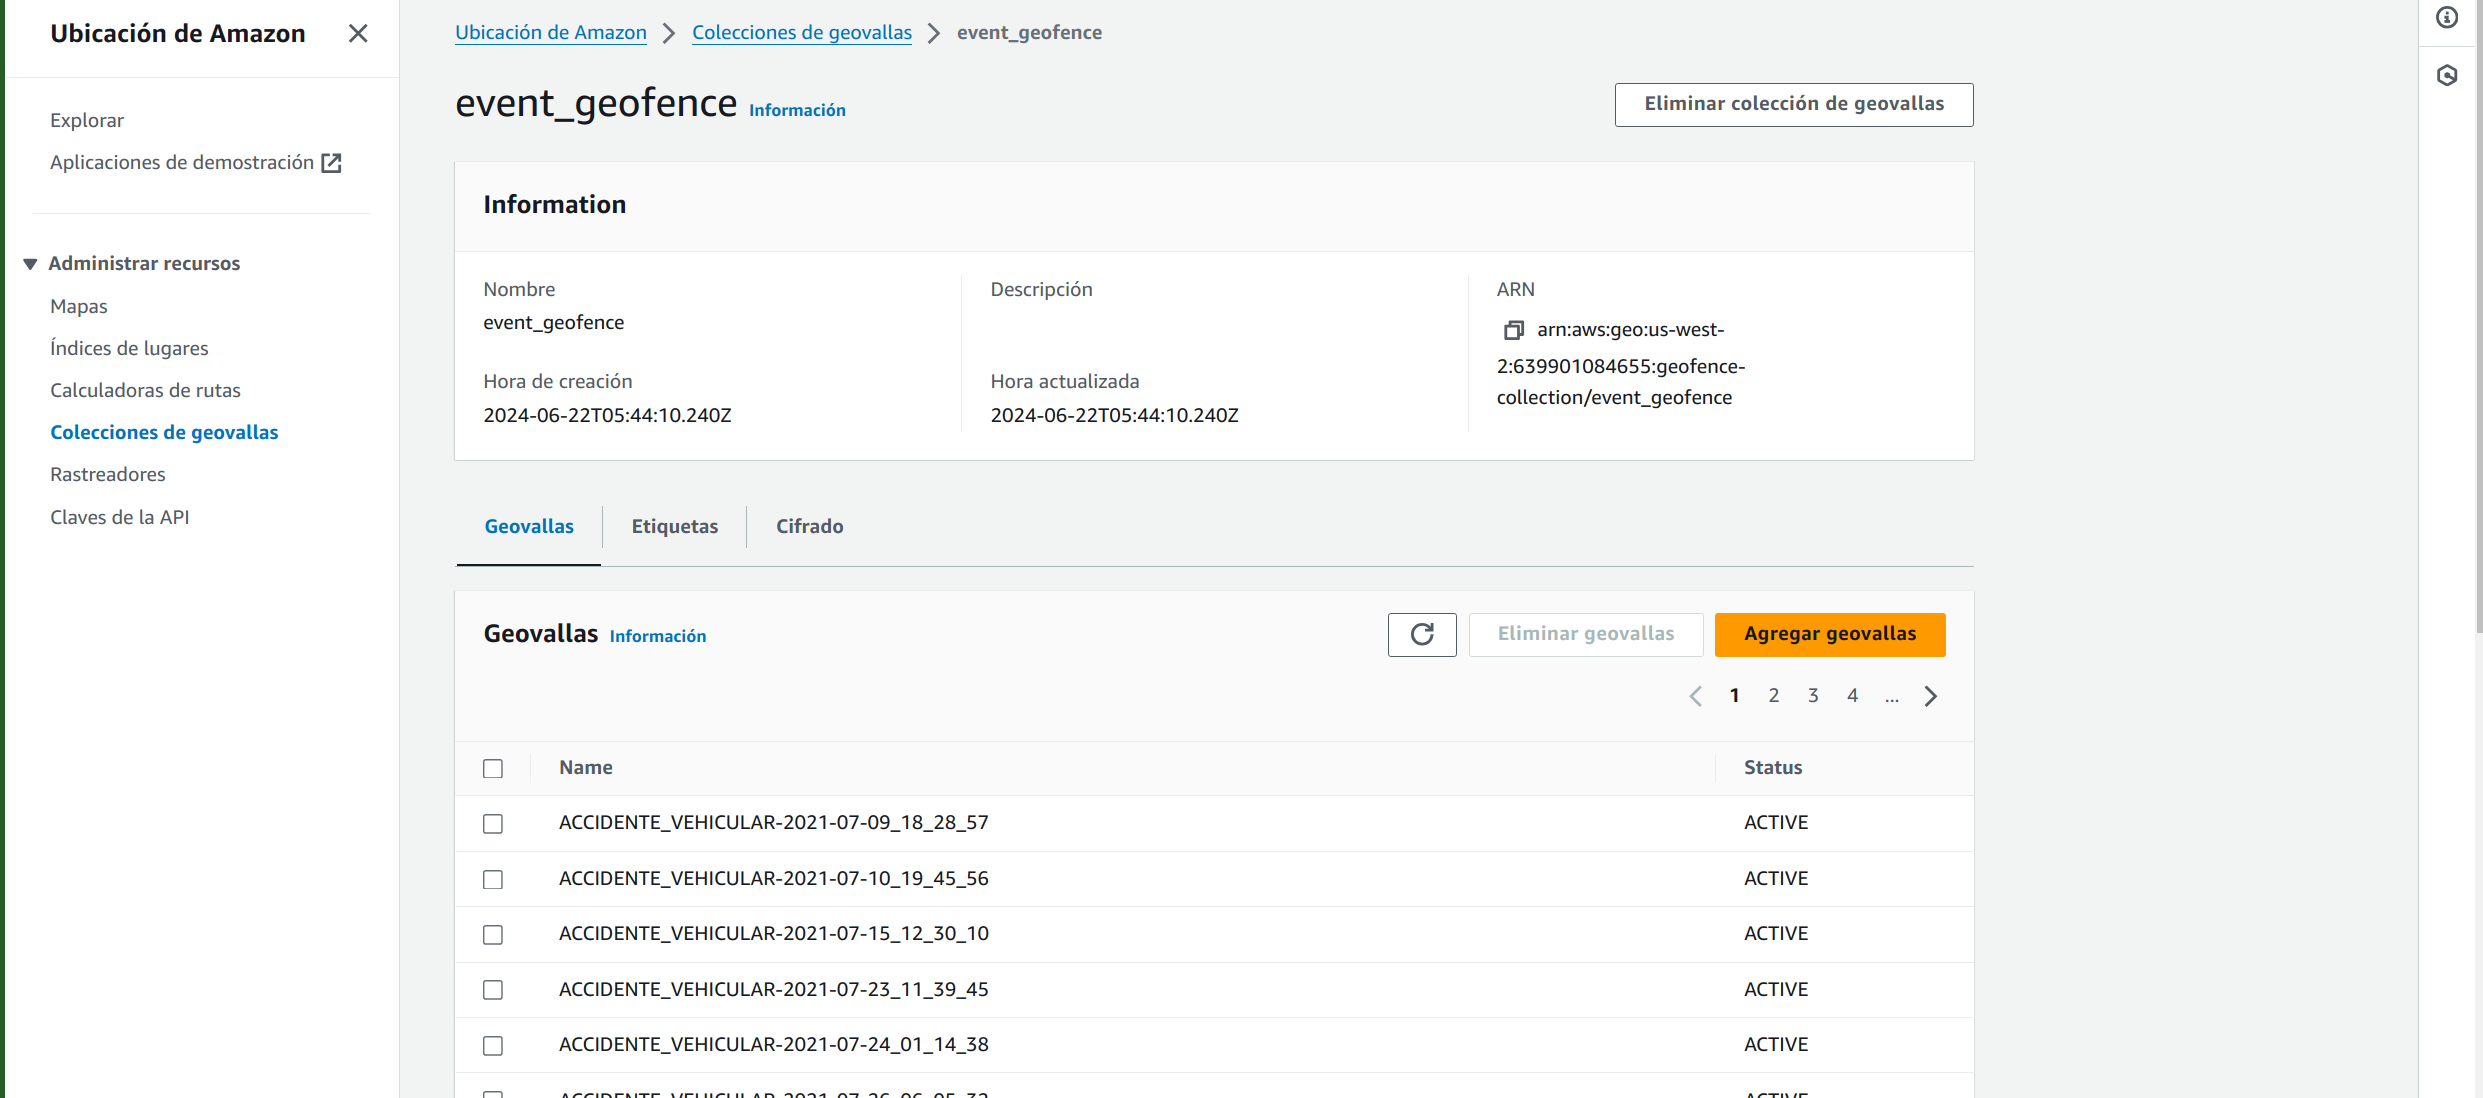 Ubicación de Amazon
Explorar
Aplicaciones de demostración
Administrar recursos
Mapas
Índices de lugares
Calculadoras de rutas
Colecciones de geovallas
Rastreadores
Claves de la API
Ubicación de Amazon Colecciones de geovallas event_geofence
event_geofence Información
Eliminar colección de geovallas
Information
Nombre
event_geofence
Descripción
ARN
arn:aws:geo:us-west-
2:639901084655:geofence-
collection/event_geofence
Hora de creación
2024-06-22T05:44:10.240Z
Hora actualizada
2024-06-22T05:44:10.240Z
Geovallas Etiquetas Cifrado
Geovallas Información
Eliminar geovallas
Agregar geovallas
1 2 3 4 ...
Name Status
ACCIDENTE_VEHICULAR-2021-07-09_18_28_57 ACTIVE
ACCIDENTE_VEHICULAR-2021-07-10_19_45_56 ACTIVE
ACCIDENTE_VEHICULAR-2021-07-15_12_30_10 ACTIVE
ACCIDENTE_VEHICULAR-2021-07-23_11_39_45 ACTIVE
ACCIDENTE_VEHICULAR-2021-07-24_01_14_38 ACTIVE
ACTIVE